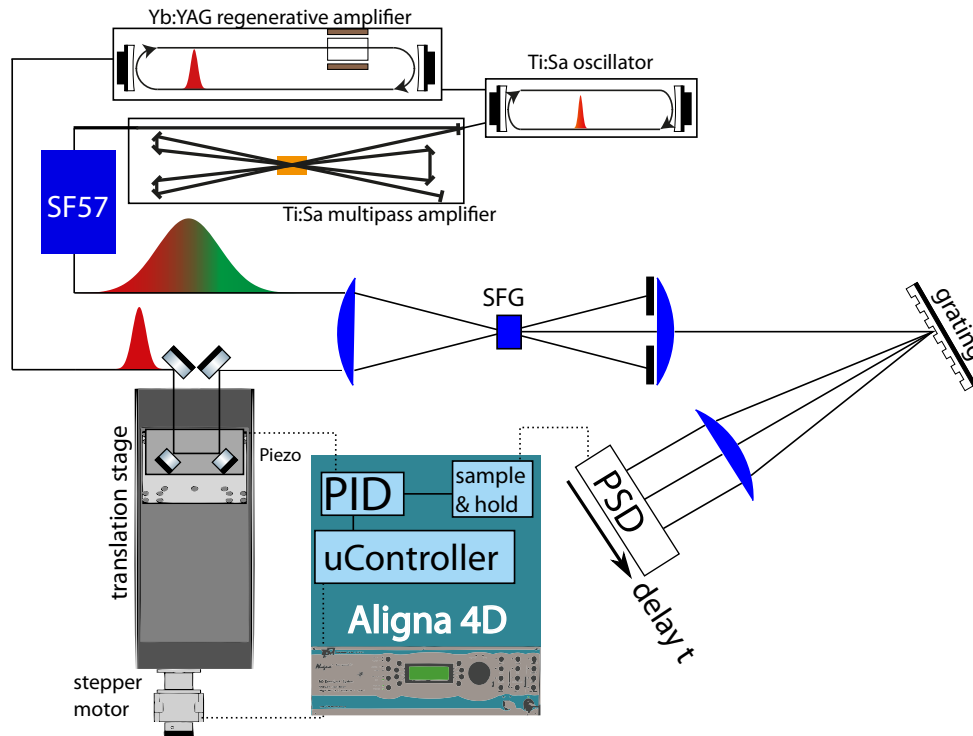 Yb:YAG regenerative amplifier
Ti:Sa oscillator
SF57
Ti:Sa multipass amplifier
SFG
grating
translation stage
Piezo
PID
sample
& hold
PSD
uController
delay t
Aligna 4D
stepper
motor